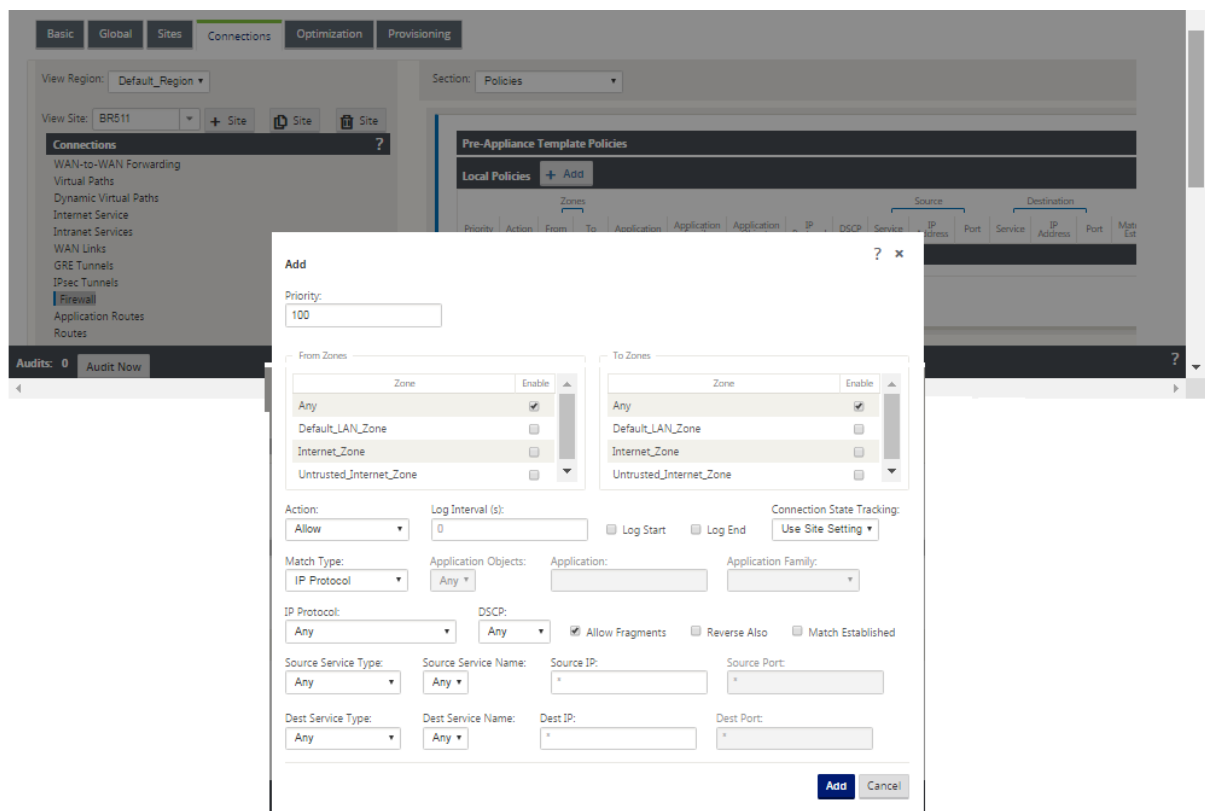 Basic Global Sites Connections Optimization Provisioning
View Region: Default_Region
Section: Policies
View Site: BR511 + Site Site Site
Connections ?
WAN-to-WAN Forwarding
Virtual Paths
Dynamic Virtual Paths
Internet Service
Intranet Services
WAN Links
GRE Tunnels
IPsec Tunnels
Firewall
Application Routes
Routes
Pre-Appliance Template Policies
Local Policies + Add
Zones Source Destination
Priority Action From To Application Application Application IP DSCP Service IP Address Port Service IP Address Port
Audits: 0 Audit Now ?
Add ? ×
Priority:
100
From Zones To Zones
Zone Enable Zone Enable
Any Any
Default_LAN_Zone Default_LAN_Zone
Internet_Zone Internet_Zone
Untrusted_Internet_Zone Untrusted_Internet_Zone
Action: Log Interval (s): Connection State Tracking:
Allow 0 Log Start Log End Use Site Setting
Match Type: Application Objects: Application: Application Family:
IP Protocol Any
IP Protocol: DSCP:
Any Any Allow Fragments Reverse Also Match Established
Source Service Type: Source Service Name: Source IP: Source Port:
Any Any * *
Dest Service Type: Dest Service Name: Dest IP: Dest Port:
Any Any * *
Add Cancel